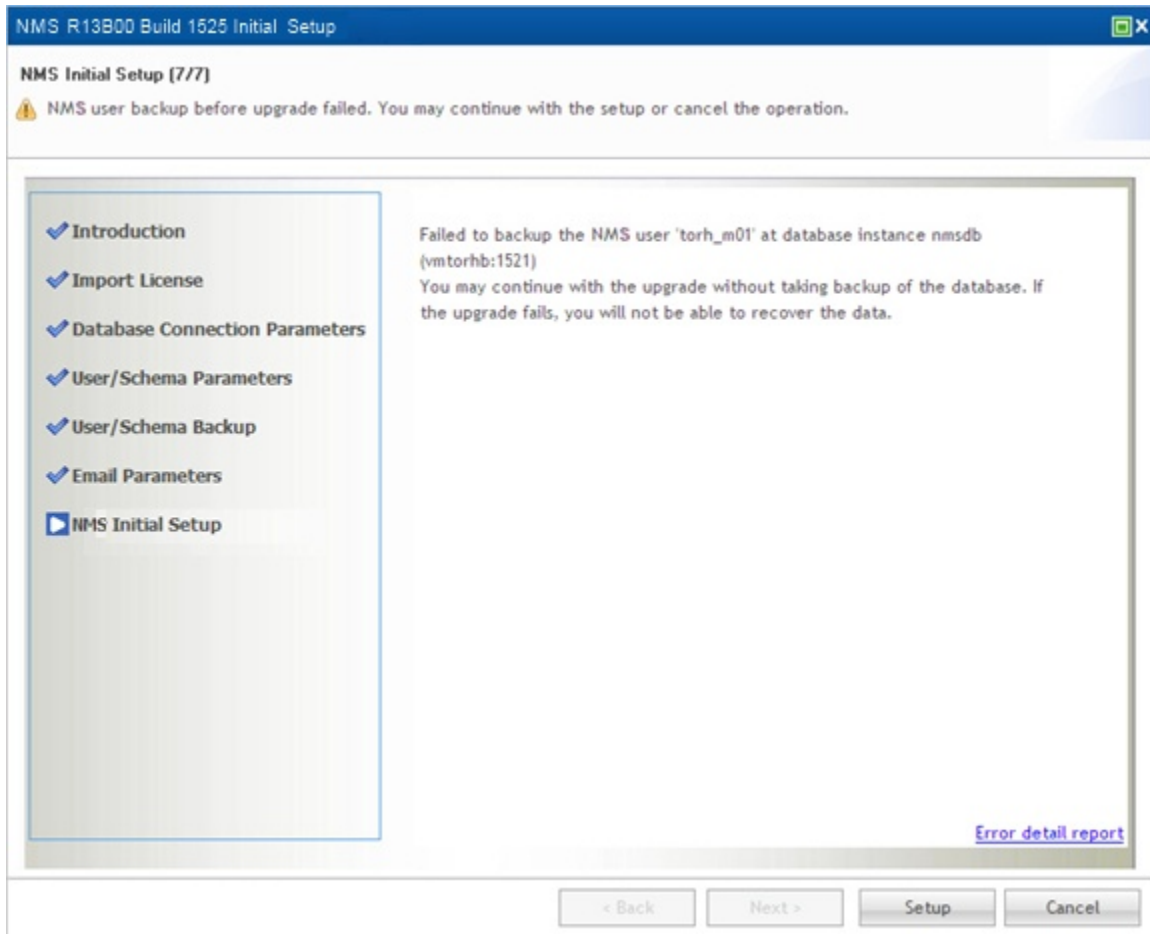 NMS R13B00 Build 1525 Initial Setup
NMS Initial Setup (7/7)
NMS user backup before upgrade failed. You may continue with the setup or cancel the operation.
Introduction
Import License
Database Connection Parameters
User/Schema Parameters
User/Schema Backup
Email Parameters
NMS Initial Setup
Failed to backup the NMS user 'torh_m01' at database instance nmsdb
(vmtorhb:1521)
You may continue with the upgrade without taking backup of the database. If
the upgrade fails, you will not be able to recover the data.
Error detail report
< Back
Next >
Setup
Cancel